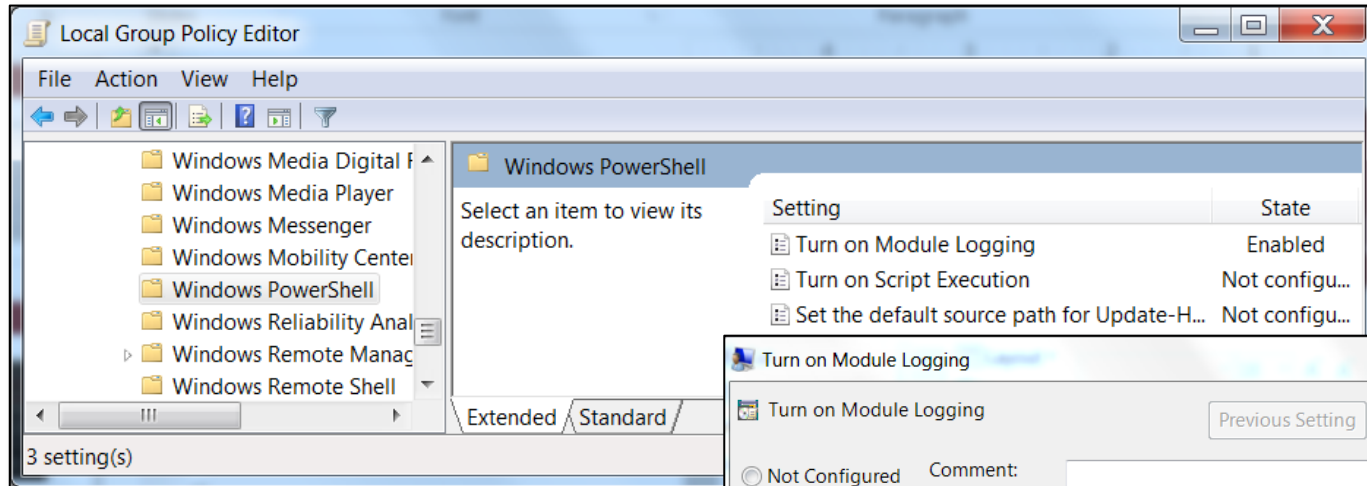 Local Group Policy Editor
File Action View Help
Windows Media Digital
Windows Media Player
Windows Messenger
Windows Mobility Center
Windows PowerShell
Windows Reliability Anal
Windows Remote Manag
Windows Remote Shell
Windows PowerShell
Select an item to view its
description.
Setting State
Turn on Module Logging Enabled
Turn on Script Execution Not configu...
Set the default source path for Update-H... Not configu...
Extended Standard
3 setting(s)
Turn on Module Logging
Turn on Module Logging
Previous Setting
Not Configured Comment: